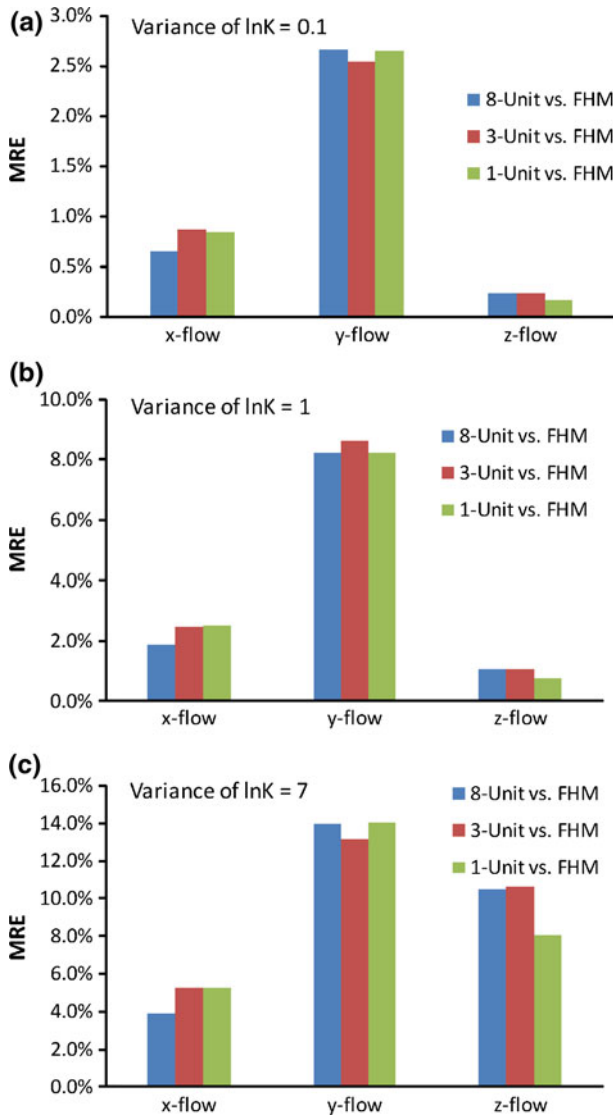 (a)
Variance of lnK = 0.1
3.0%
2.5%
2.0%
1.5%
1.0%
0.5%
0.0%
MRE
8-Unit vs. FHM
3-Unit vs. FHM
1-Unit vs. FHM
x-flow y-flow z-flow
(b)
Variance of lnK = 1
10.0%
8.0%
6.0%
4.0%
2.0%
0.0%
MRE
8-Unit vs. FHM
3-Unit vs. FHM
1-Unit vs. FHM
x-flow y-flow z-flow
(c)
Variance of lnK = 7
16.0%
14.0%
12.0%
10.0%
8.0%
6.0%
4.0%
2.0%
0.0%
MRE
8-Unit vs. FHM
3-Unit vs. FHM
1-Unit vs. FHM
x-flow y-flow z-flow